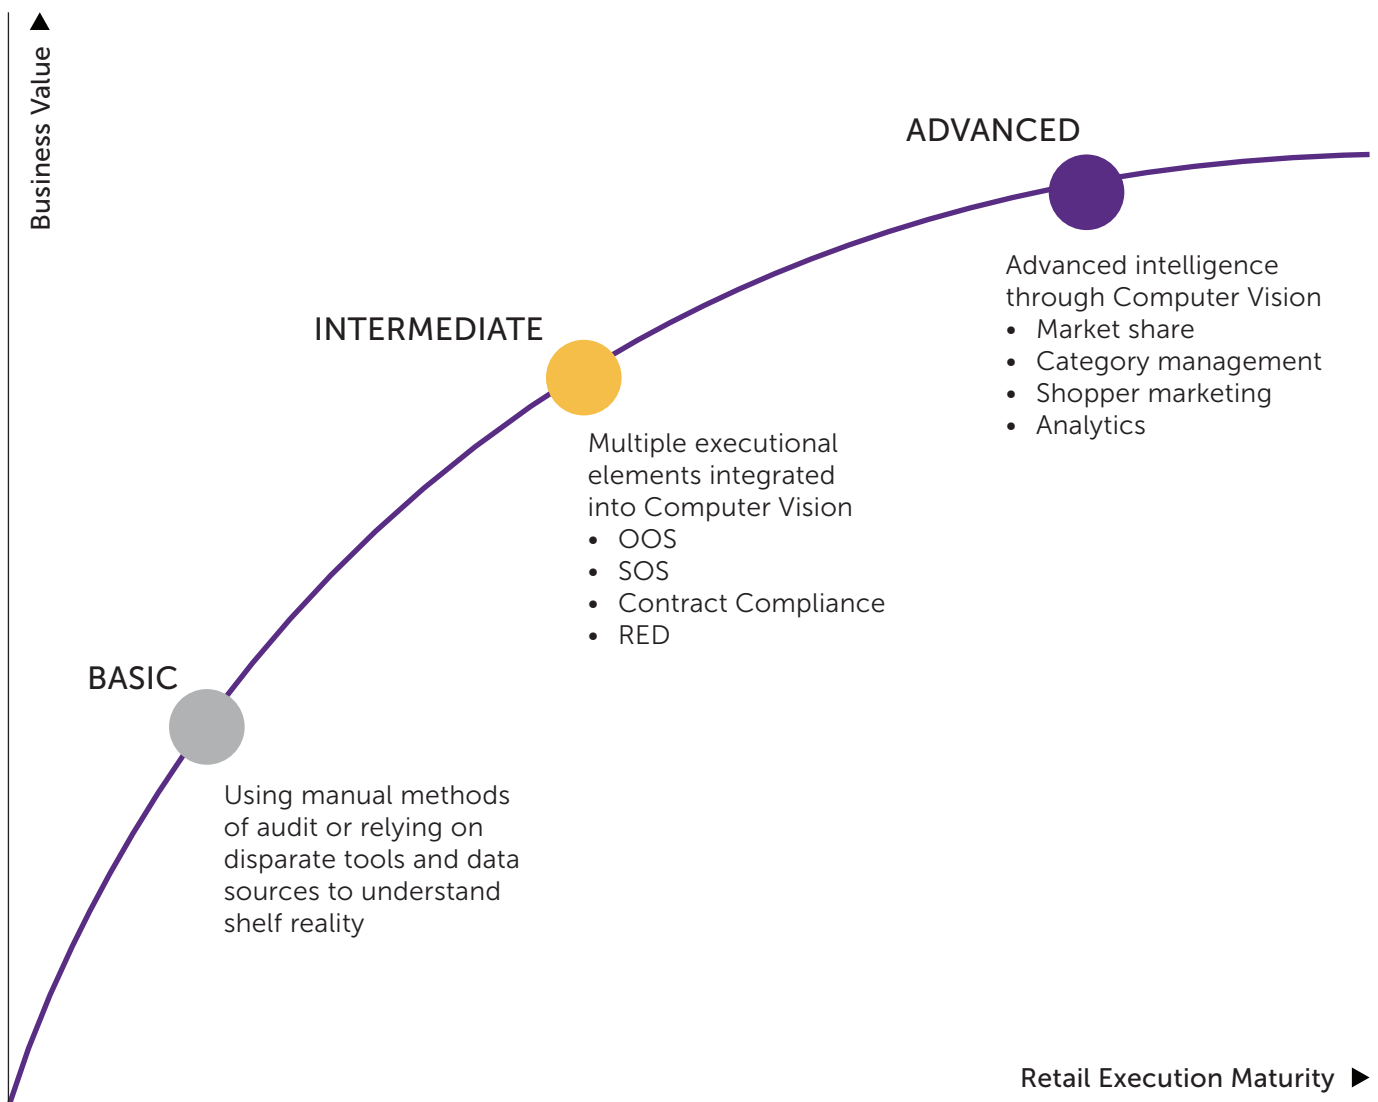 Business Value
ADVANCED
Advanced intelligence
through Computer Vision
• Market share
• Category management
• Shopper marketing
• Analytics
INTERMEDIATE
Multiple executional
elements integrated
into Computer Vision
• OOS
• SOS
• Contract Compliance
• RED
BASIC
Using manual methods
of audit or relying on
disparate tools and data
sources to understand
shelf reality
Retail Execution Maturity